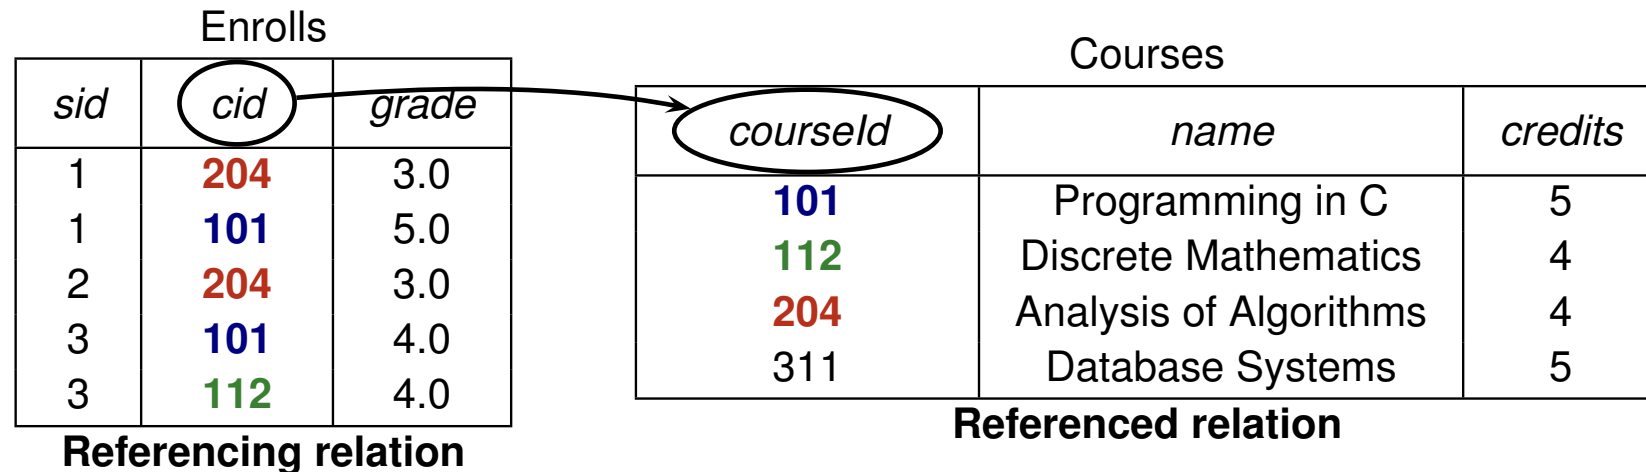 Enrolls
sid cid grade
1 204 3.0
1 101 5.0
2 204 3.0
3 101 4.0
3 112 4.0
Referencing relation
Courses
courseId name credits
101 Programming in C 5
112 Discrete Mathematics 4
204 Analysis of Algorithms 4
311 Database Systems 5
Referenced relation